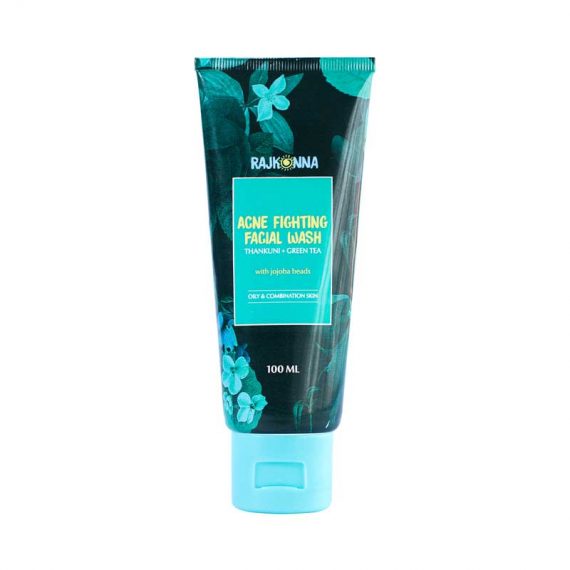 RAJKONNA
ACNE FIGHTING
FACIAL WASH
THANKUNI + GREEN TEA
with jojoba beads
OILY & COMBINATION SKIN
100 ML